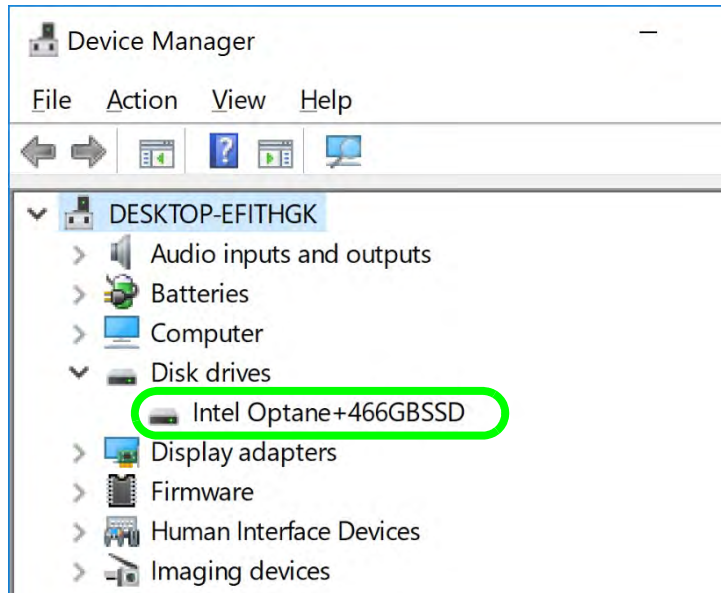 Device Manager
File Action View Help
DESKTOP-EFITHGK
Audio inputs and outputs
Batteries
Computer
Disk drives
Intel Optane+466GBSSD
Display adapters
Firmware
Human Interface Devices
Imaging devices